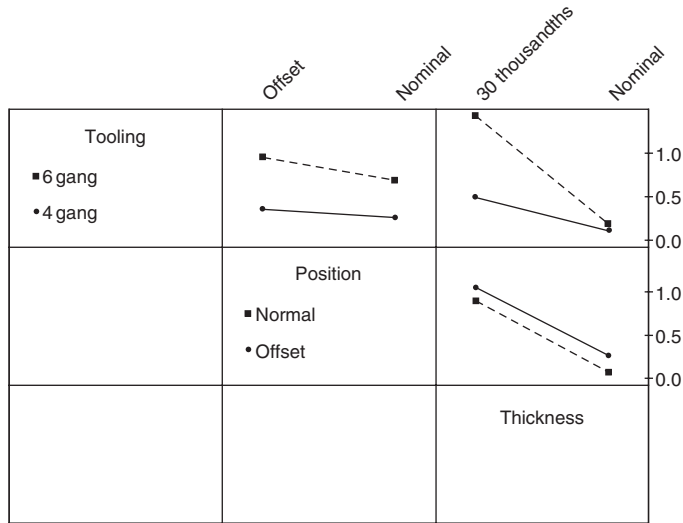 Offset
Nominal
30 thousandths
Nominal
Tooling
6 gang
4 gang
1.0
0.5
0.0
Position
Normal
Offset
1.0
0.5
0.0
Thickness